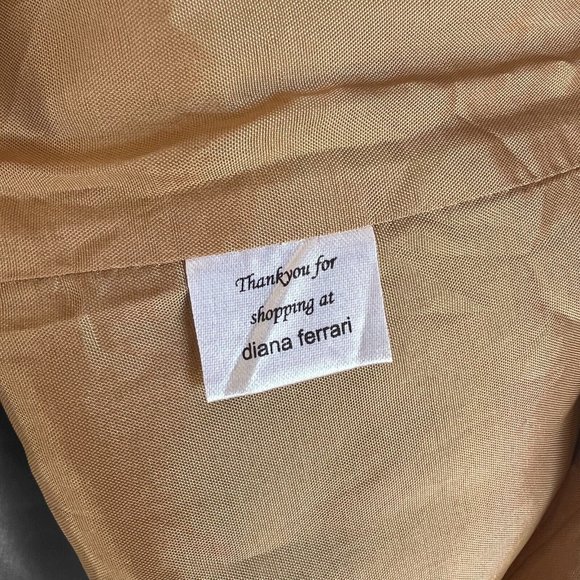 Thankyou for
shopping at
diana ferrari